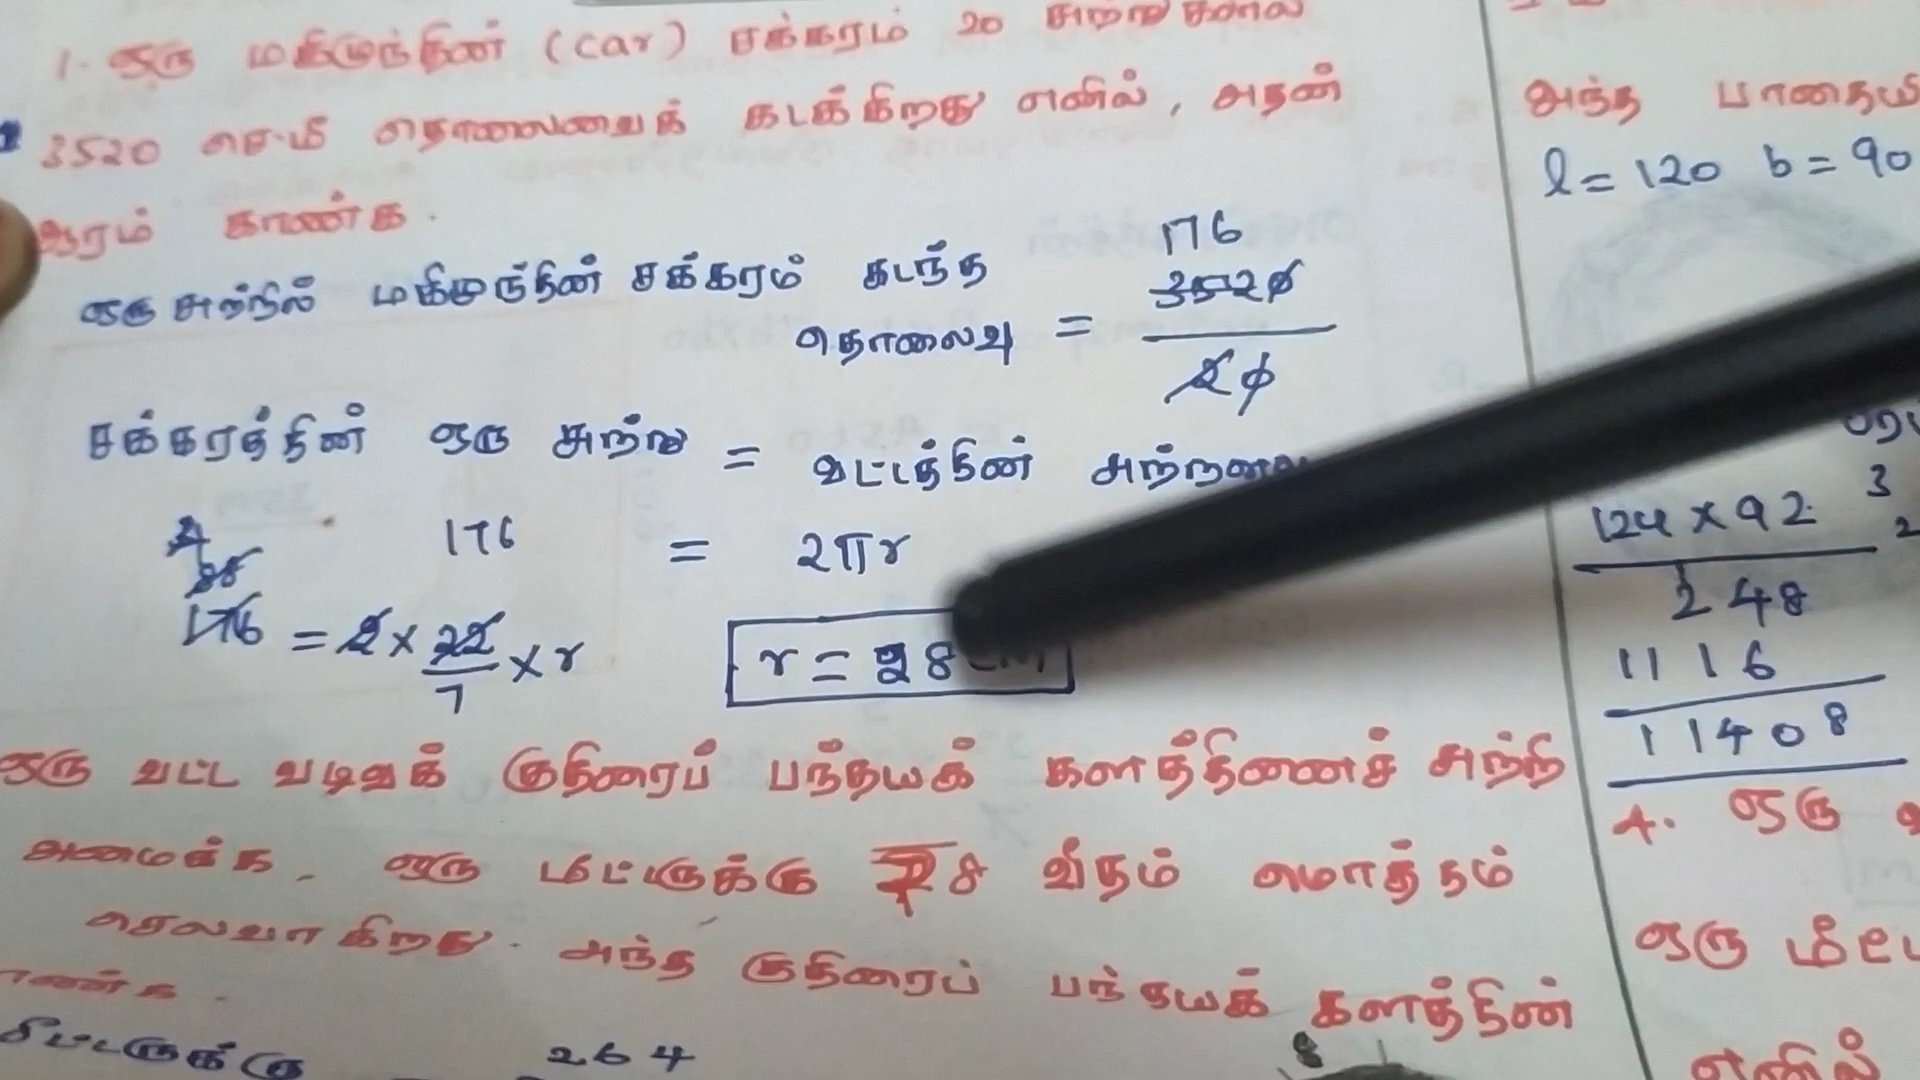 1. ஒரு மகிழுந்தின் (car) சக்கரம் 20 சுற்றுகளில்
3520 செ.மீ தொலைவைக் கடக்கிறது எனில், அதன்
ஆரம் காண்க.
ஒரு சுற்றில் மகிழுந்தின் சக்கரம் கடந்த
தொலைவு = 3520 / 20
176
சக்கரத்தின் ஒரு சுற்று = வட்டத்தின் சுற்றளவு
176 = 2πr
88
176 = 2 × 22/7 × r
r = 28 cm
ஒரு வட்ட வடிவக் குதிரைப் பந்தயக் களத்தினைச் சுற்றி
அமைக்க, ஒரு மீட்டருக்கு ₹8 வீதம் மொத்தம்
செலவாகிறது. அந்த குதிரைப் பந்தயக் களத்தின்
காண்க.
மீட்டருக்கு 264
அந்த பாதையி
l = 120 b = 90
124 × 92
248
1116
11408
4. ஒரு
ஒரு மீட்ட
எனில்